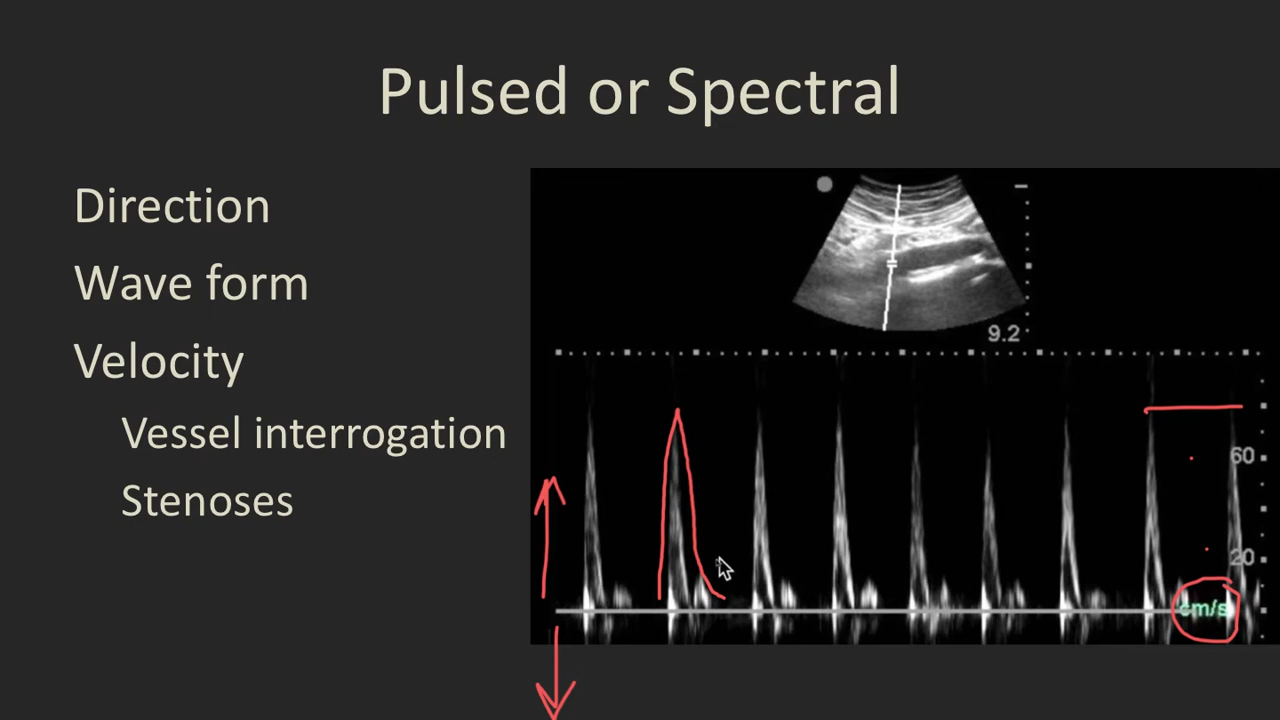 Pulsed or Spectral
Direction
Wave form
Velocity
Vessel interrogation
Stenoses
9.2
60
20
cm/s